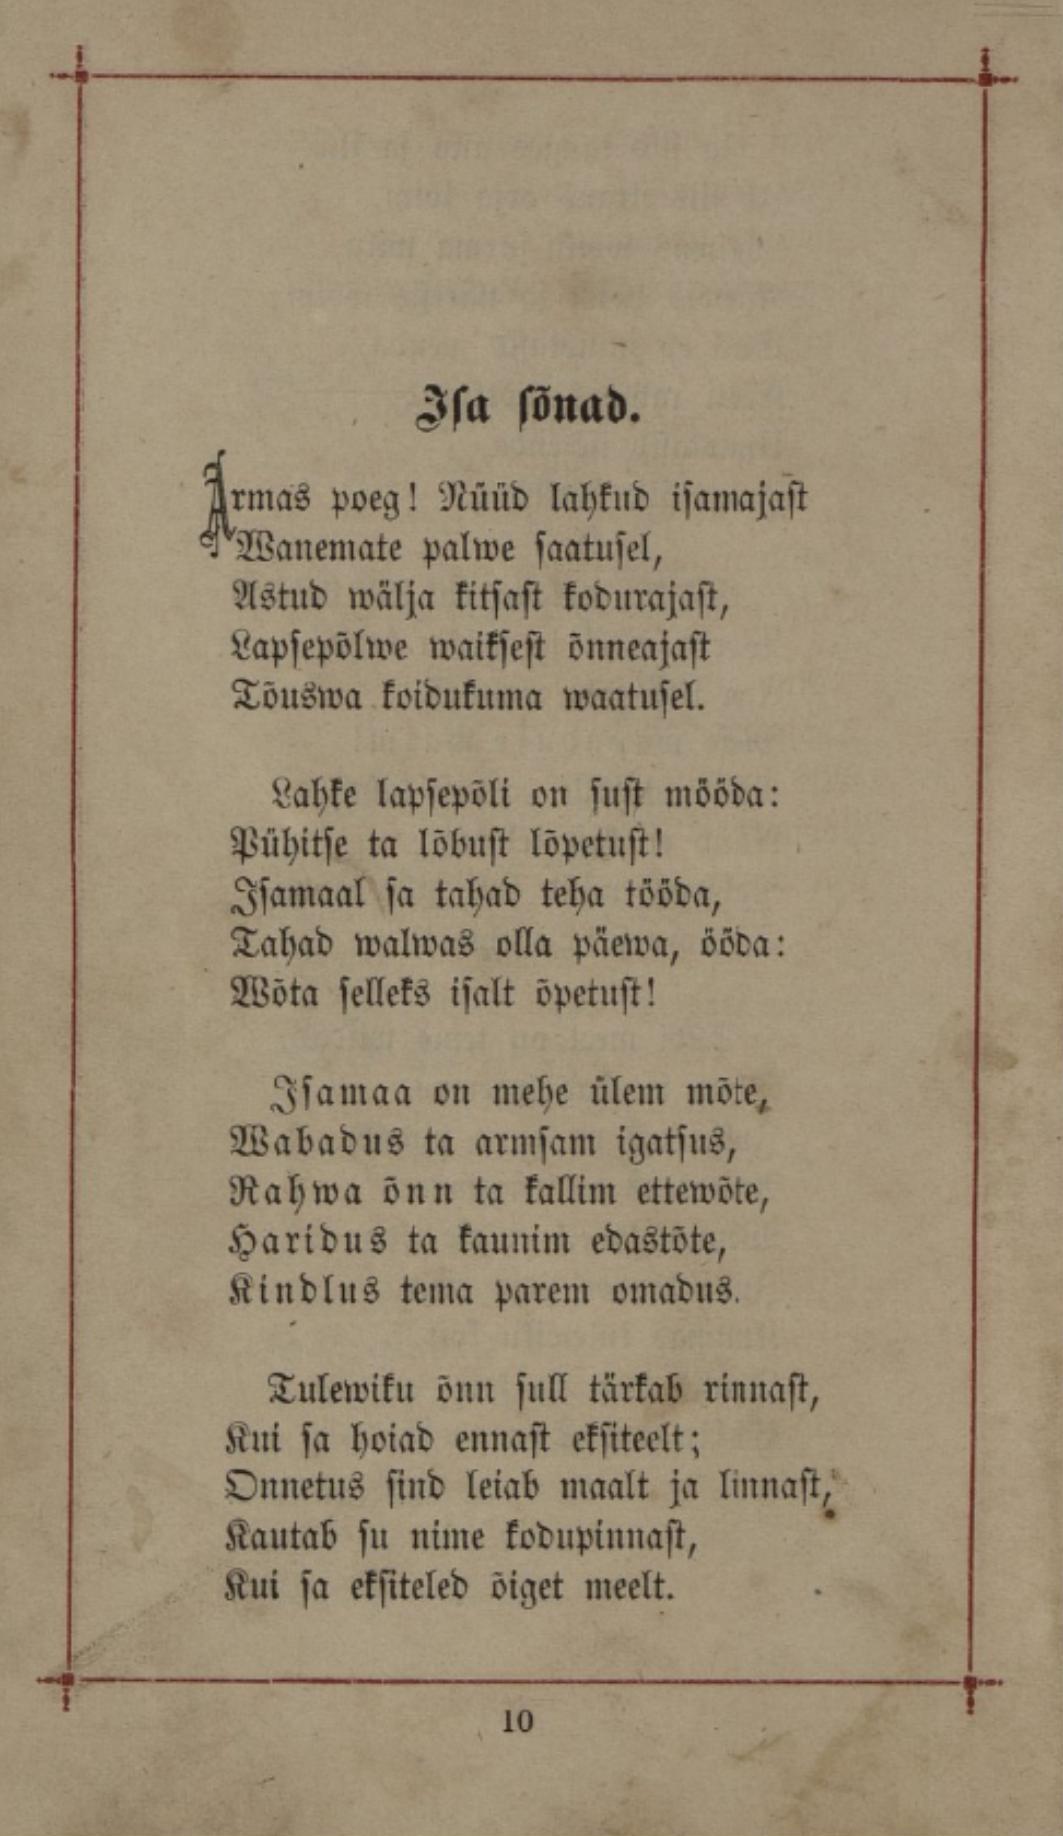 Isa sõnad.
Armas poeg! Nüüd lahkud isamajast
Wanemate palwe saatusel,
Astud wälja kitsast kodurajast,
Lapsepõlwe waiksest õnneajast
Tõuswa koidukuma waatusel.
Lahke lapsepõli on sust mööda:
Pühitse ta lõbust lõpetust!
Isamaal sa tahad teha tööda,
Tahad walwas olla päewa, ööda:
Wõta selleks isalt õpetust!
Isamaa on mehe ülem mõte,
Wabadus ta armsam igatsus,
Rahwa õnn ta kallim ettewõte,
Haridus ta kaunim edastõte,
Kindlus tema parem omadus.
Tulewiku õnn sull tärkab rinnast,
Kui sa hoiad ennast eksiteelt;
Onnetus sind leiab maalt ja linnast,
Kautab su nime kodupinnast,
Kui sa eksiteled õiget meelt.
10